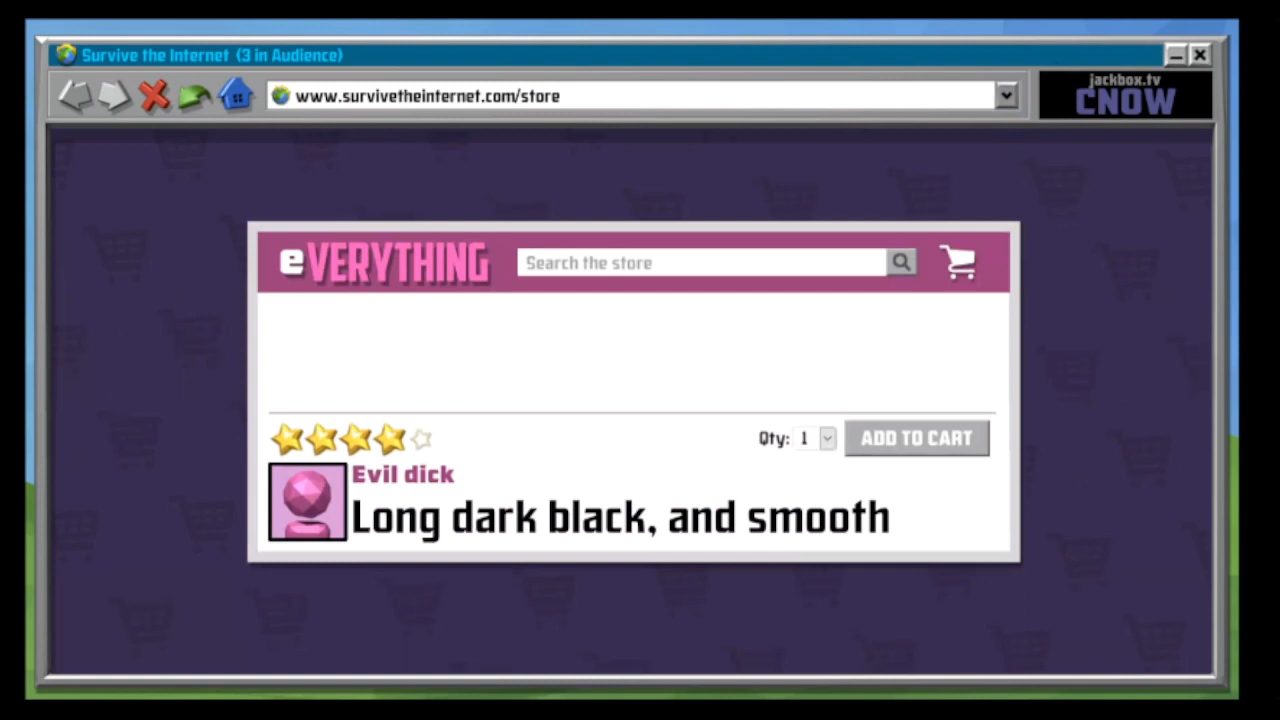 Survive the Internet (3 in Audience)
www.survivetheinternet.com/store
jackbox.tv
CNOW
eVERYTHING
Search the store
Qty: 1
ADD TO CART
Evil dick
Long dark black, and smooth